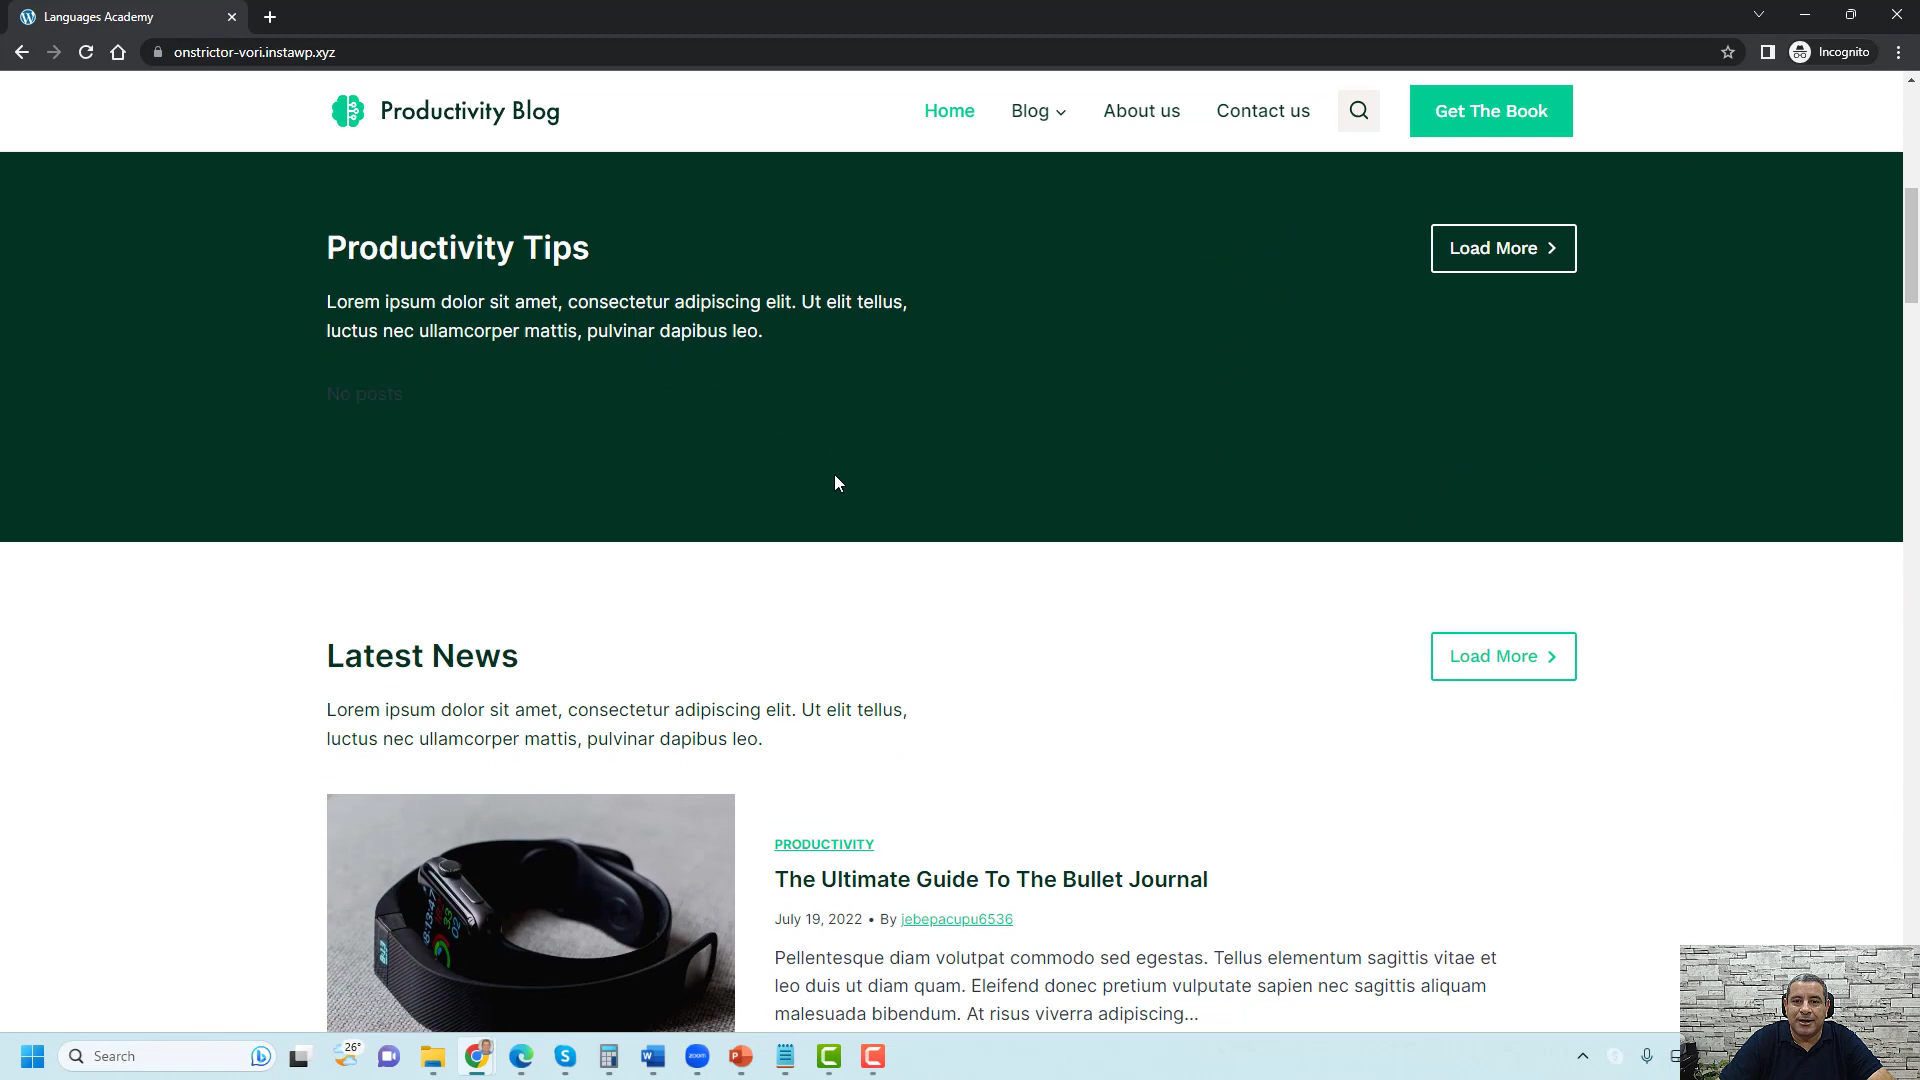 Languages Academy
onstrictor-vori.instawp.xyz
Incognito
Productivity Blog
Home
Blog
About us
Contact us
Get The Book
Productivity Tips
Load More
Lorem ipsum dolor sit amet, consectetur adipiscing elit. Ut elit tellus,
luctus nec ullamcorper mattis, pulvinar dapibus leo.
No posts
Latest News
Load More
Lorem ipsum dolor sit amet, consectetur adipiscing elit. Ut elit tellus,
luctus nec ullamcorper mattis, pulvinar dapibus leo.
PRODUCTIVITY
The Ultimate Guide To The Bullet Journal
July 19, 2022 • By jebepacupu6536
Pellentesque diam volutpat commodo sed egestas. Tellus elementum sagittis vitae et
leo duis ut diam quam. Eleifend donec pretium vulputate sapien nec sagittis aliquam
malesuada bibendum. At risus viverra adipiscing...
Search
26°
zoom